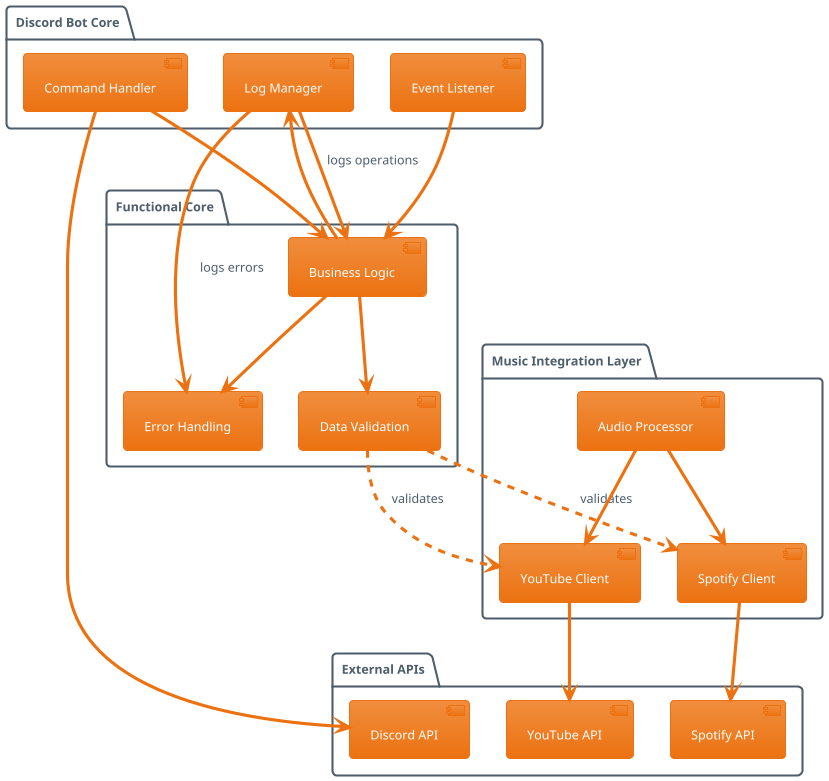 Discord Bot Core
Command Handler
Log Manager
Event Listener
logs operations
Functional Core
Business Logic
logs errors
Error Handling
Data Validation
Music Integration Layer
Audio Processor
validates
validates
YouTube Client
Spotify Client
External APIs
Discord API
YouTube API
Spotify API